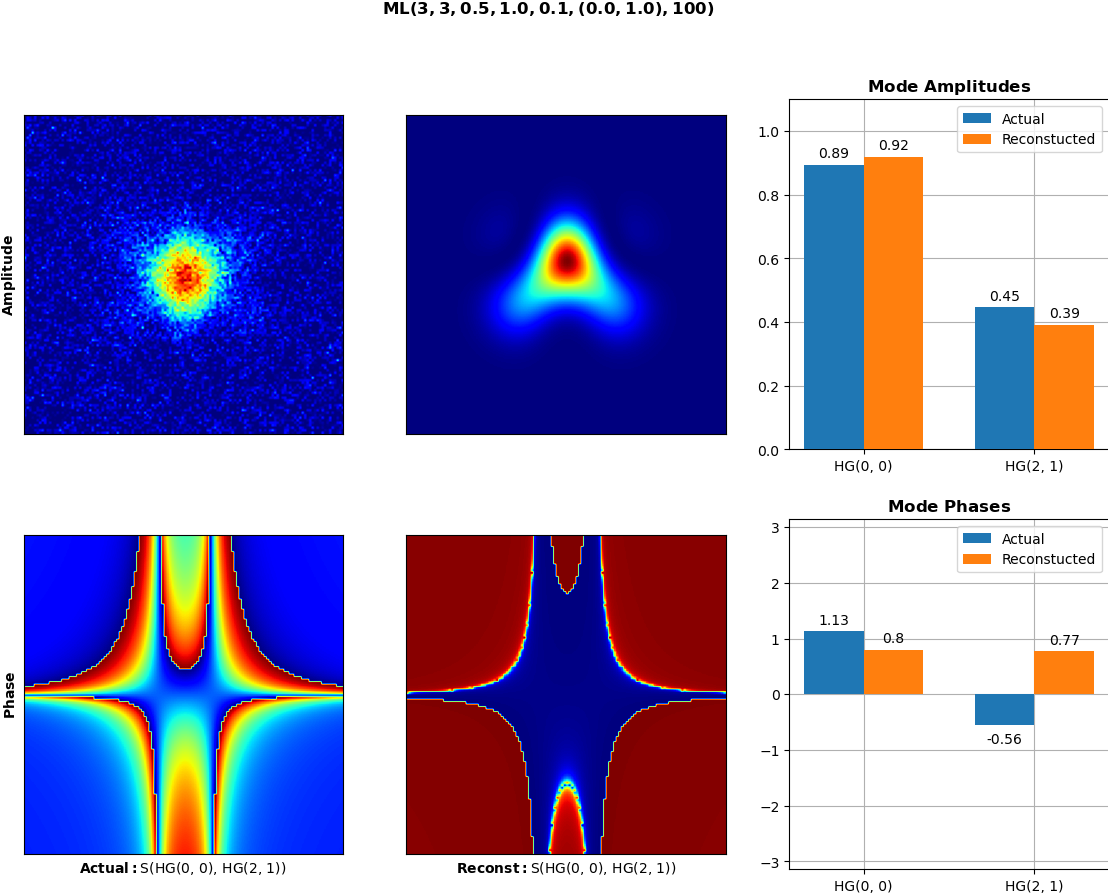 ML(3, 3, 0.5, 1.0, 0.1, (0.0, 1.0), 100)
Amplitude
Mode Amplitudes
Actual
Reconstucted
1.0
0.8
0.6
0.4
0.2
0.0
0.89
0.92
0.45
0.39
HG(0, 0)
HG(2, 1)
Phase
Actual: S(HG(0, 0), HG(2, 1))
Reconst: S(HG(0, 0), HG(2, 1))
Mode Phases
Actual
Reconstucted
3
2
1
0
−1
−2
−3
1.13
0.8
-0.56
0.77
HG(0, 0)
HG(2, 1)